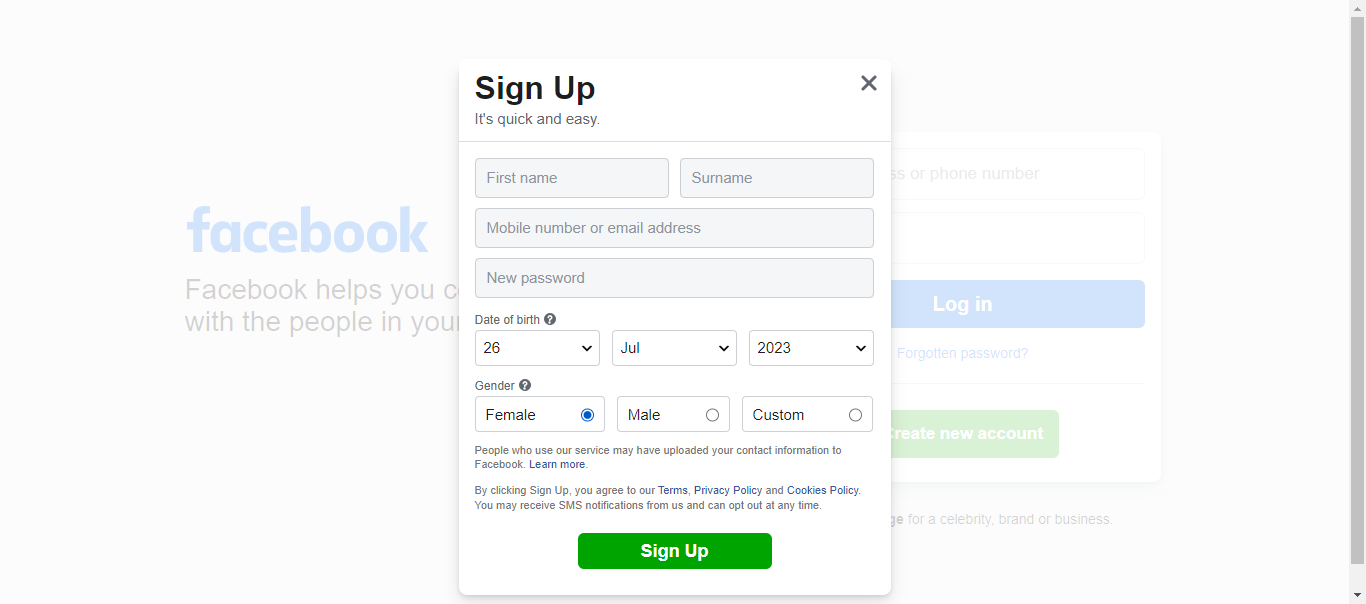 Sign Up
It's quick and easy.
First name Surname
Mobile number or email address
New password
Date of birth
26 Jul 2023
Gender
Female Male Custom
People who use our service may have uploaded your contact information to
Facebook. Learn more.
By clicking Sign Up, you agree to our Terms, Privacy Policy and Cookies Policy.
You may receive SMS notifications from us and can opt out at any time.
Sign Up
facebook
Facebook helps you
with the people in your
or phone number
Log in
Forgotten password?
Create new account
for a celebrity, brand or business.